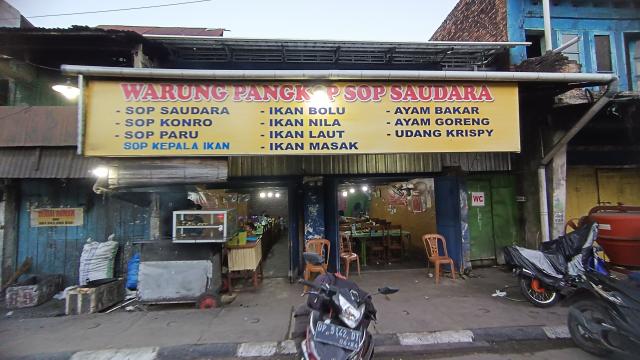 WARUNG PANGKEP SOP SAUDARA
- SOP SAUDARA
- SOP KONRO
- SOP PARU
SOP KEPALA IKAN
- IKAN BOLU
- IKAN NILA
- IKAN LAUT
- IKAN MASAK
- AYAM BAKAR
- AYAM GORENG
- UDANG KRISPY
WC